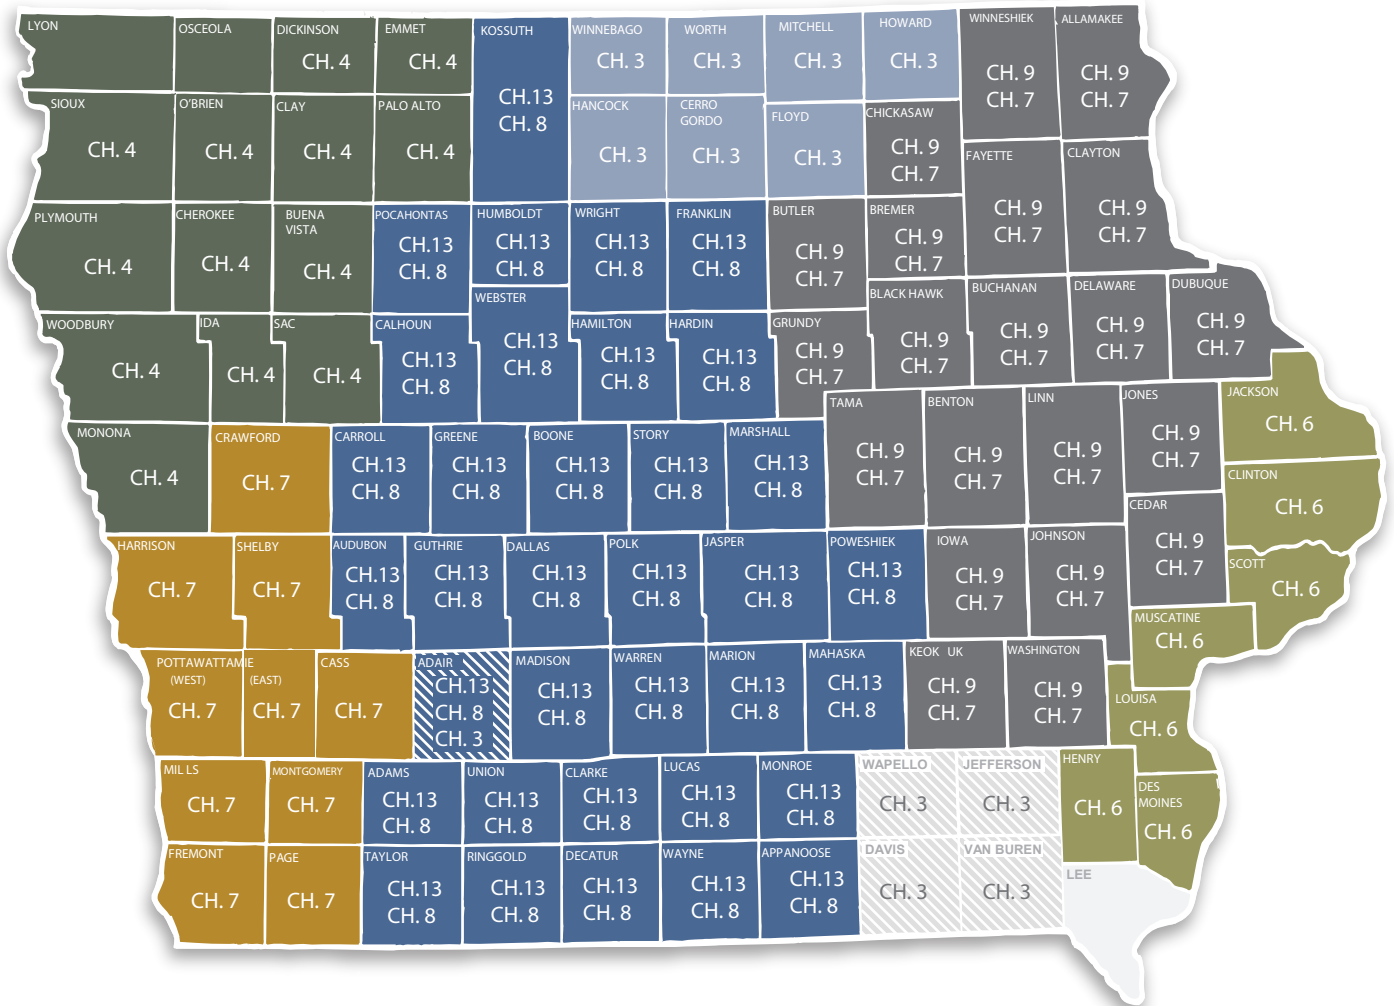 LYON
OSCEOLA
DICKINSON
CH. 4
EMMET
CH. 4
KOSSUTH
CH.13
CH. 8
WINNEBAGO
CH. 3
WORTH
CH. 3
MITCHELL
CH. 3
HOWARD
CH. 3
WINNESHIEK
CH. 9
CH. 7
ALLAMAKEE
CH. 9
CH. 7
SIOUX
CH. 4
O'BRIEN
CH. 4
CLAY
CH. 4
PALO ALTO
CH. 4
HANCOCK
CH. 3
CERRO
GORDO
CH. 3
FLOYD
CH. 3
CHICKASAW
CH. 9
CH. 7
FAYETTE
CH. 9
CH. 7
CLAYTON
CH. 9
CH. 7
PLYMOUTH
CH. 4
CHEROKEE
CH. 4
BUENA
VISTA
CH. 4
POCAHONTAS
CH.13
CH. 8
HUMBOLDT
CH.13
CH. 8
WRIGHT
CH.13
CH. 8
FRANKLIN
CH.13
CH. 8
BUTLER
CH. 9
CH. 7
BREMER
CH. 9
CH. 7
WOODBURY
CH. 4
IDA
CH. 4
SAC
CH. 4
CALHOUN
CH.13
CH. 8
WEBSTER
CH.13
CH. 8
HAMILTON
CH.13
CH. 8
HARDIN
CH.13
CH. 8
GRUNDY
CH. 9
CH. 7
BLACK HAWK
CH. 9
CH. 7
BUCHANAN
CH. 9
CH. 7
DELAWARE
CH. 9
CH. 7
DUBUQUE
CH. 9
CH. 7
MONONA
CH. 4
CRAWFORD
CH. 7
CARROLL
CH.13
CH. 8
GREENE
CH.13
CH. 8
BOONE
CH.13
CH. 8
STORY
CH.13
CH. 8
MARSHALL
CH.13
CH. 8
TAMA
CH. 9
CH. 7
BENTON
CH. 9
CH. 7
LINN
CH. 9
CH. 7
JONES
CH. 9
CH. 7
JACKSON
CH. 6
CLINTON
CH. 6
HARRISON
CH. 7
SHELBY
CH. 7
AUDUBON
CH.13
CH. 8
GUTHRIE
CH.13
CH. 8
DALLAS
CH.13
CH. 8
POLK
CH.13
CH. 8
JASPER
CH.13
CH. 8
POWESHIEK
CH.13
CH. 8
IOWA
CH. 9
CH. 7
JOHNSON
CH. 9
CH. 7
CEDAR
CH. 9
CH. 7
SCOTT
CH. 6
MUSCATINE
CH. 6
POTTAWATTAMIE
(WEST)
CH. 7
(EAST)
CH. 7
CASS
CH. 7
ADAIR
CH.13
CH. 8
CH. 3
MADISON
CH.13
CH. 8
WARREN
CH.13
CH. 8
MARION
CH.13
CH. 8
MAHASKA
CH.13
CH. 8
KEOK UK
CH. 9
CH. 7
WASHINGTON
CH. 9
CH. 7
LOUISA
CH. 6
MIL LS
CH. 7
MONTGOMERY
CH. 7
ADAMS
CH.13
CH. 8
UNION
CH.13
CH. 8
CLARKE
CH.13
CH. 8
LUCAS
CH.13
CH. 8
MONROE
CH.13
CH. 8
WAPELLO
CH. 3
JEFFERSON
CH. 3
HENRY
CH. 6
DES
MOINES
CH. 6
FREMONT
CH. 7
PAGE
CH. 7
TAYLOR
CH.13
CH. 8
RINGGOLD
CH.13
CH. 8
DECATUR
CH.13
CH. 8
WAYNE
CH.13
CH. 8
APPANOOSE
CH.13
CH. 8
DAVIS
CH. 3
VAN BUREN
CH. 3
LEE